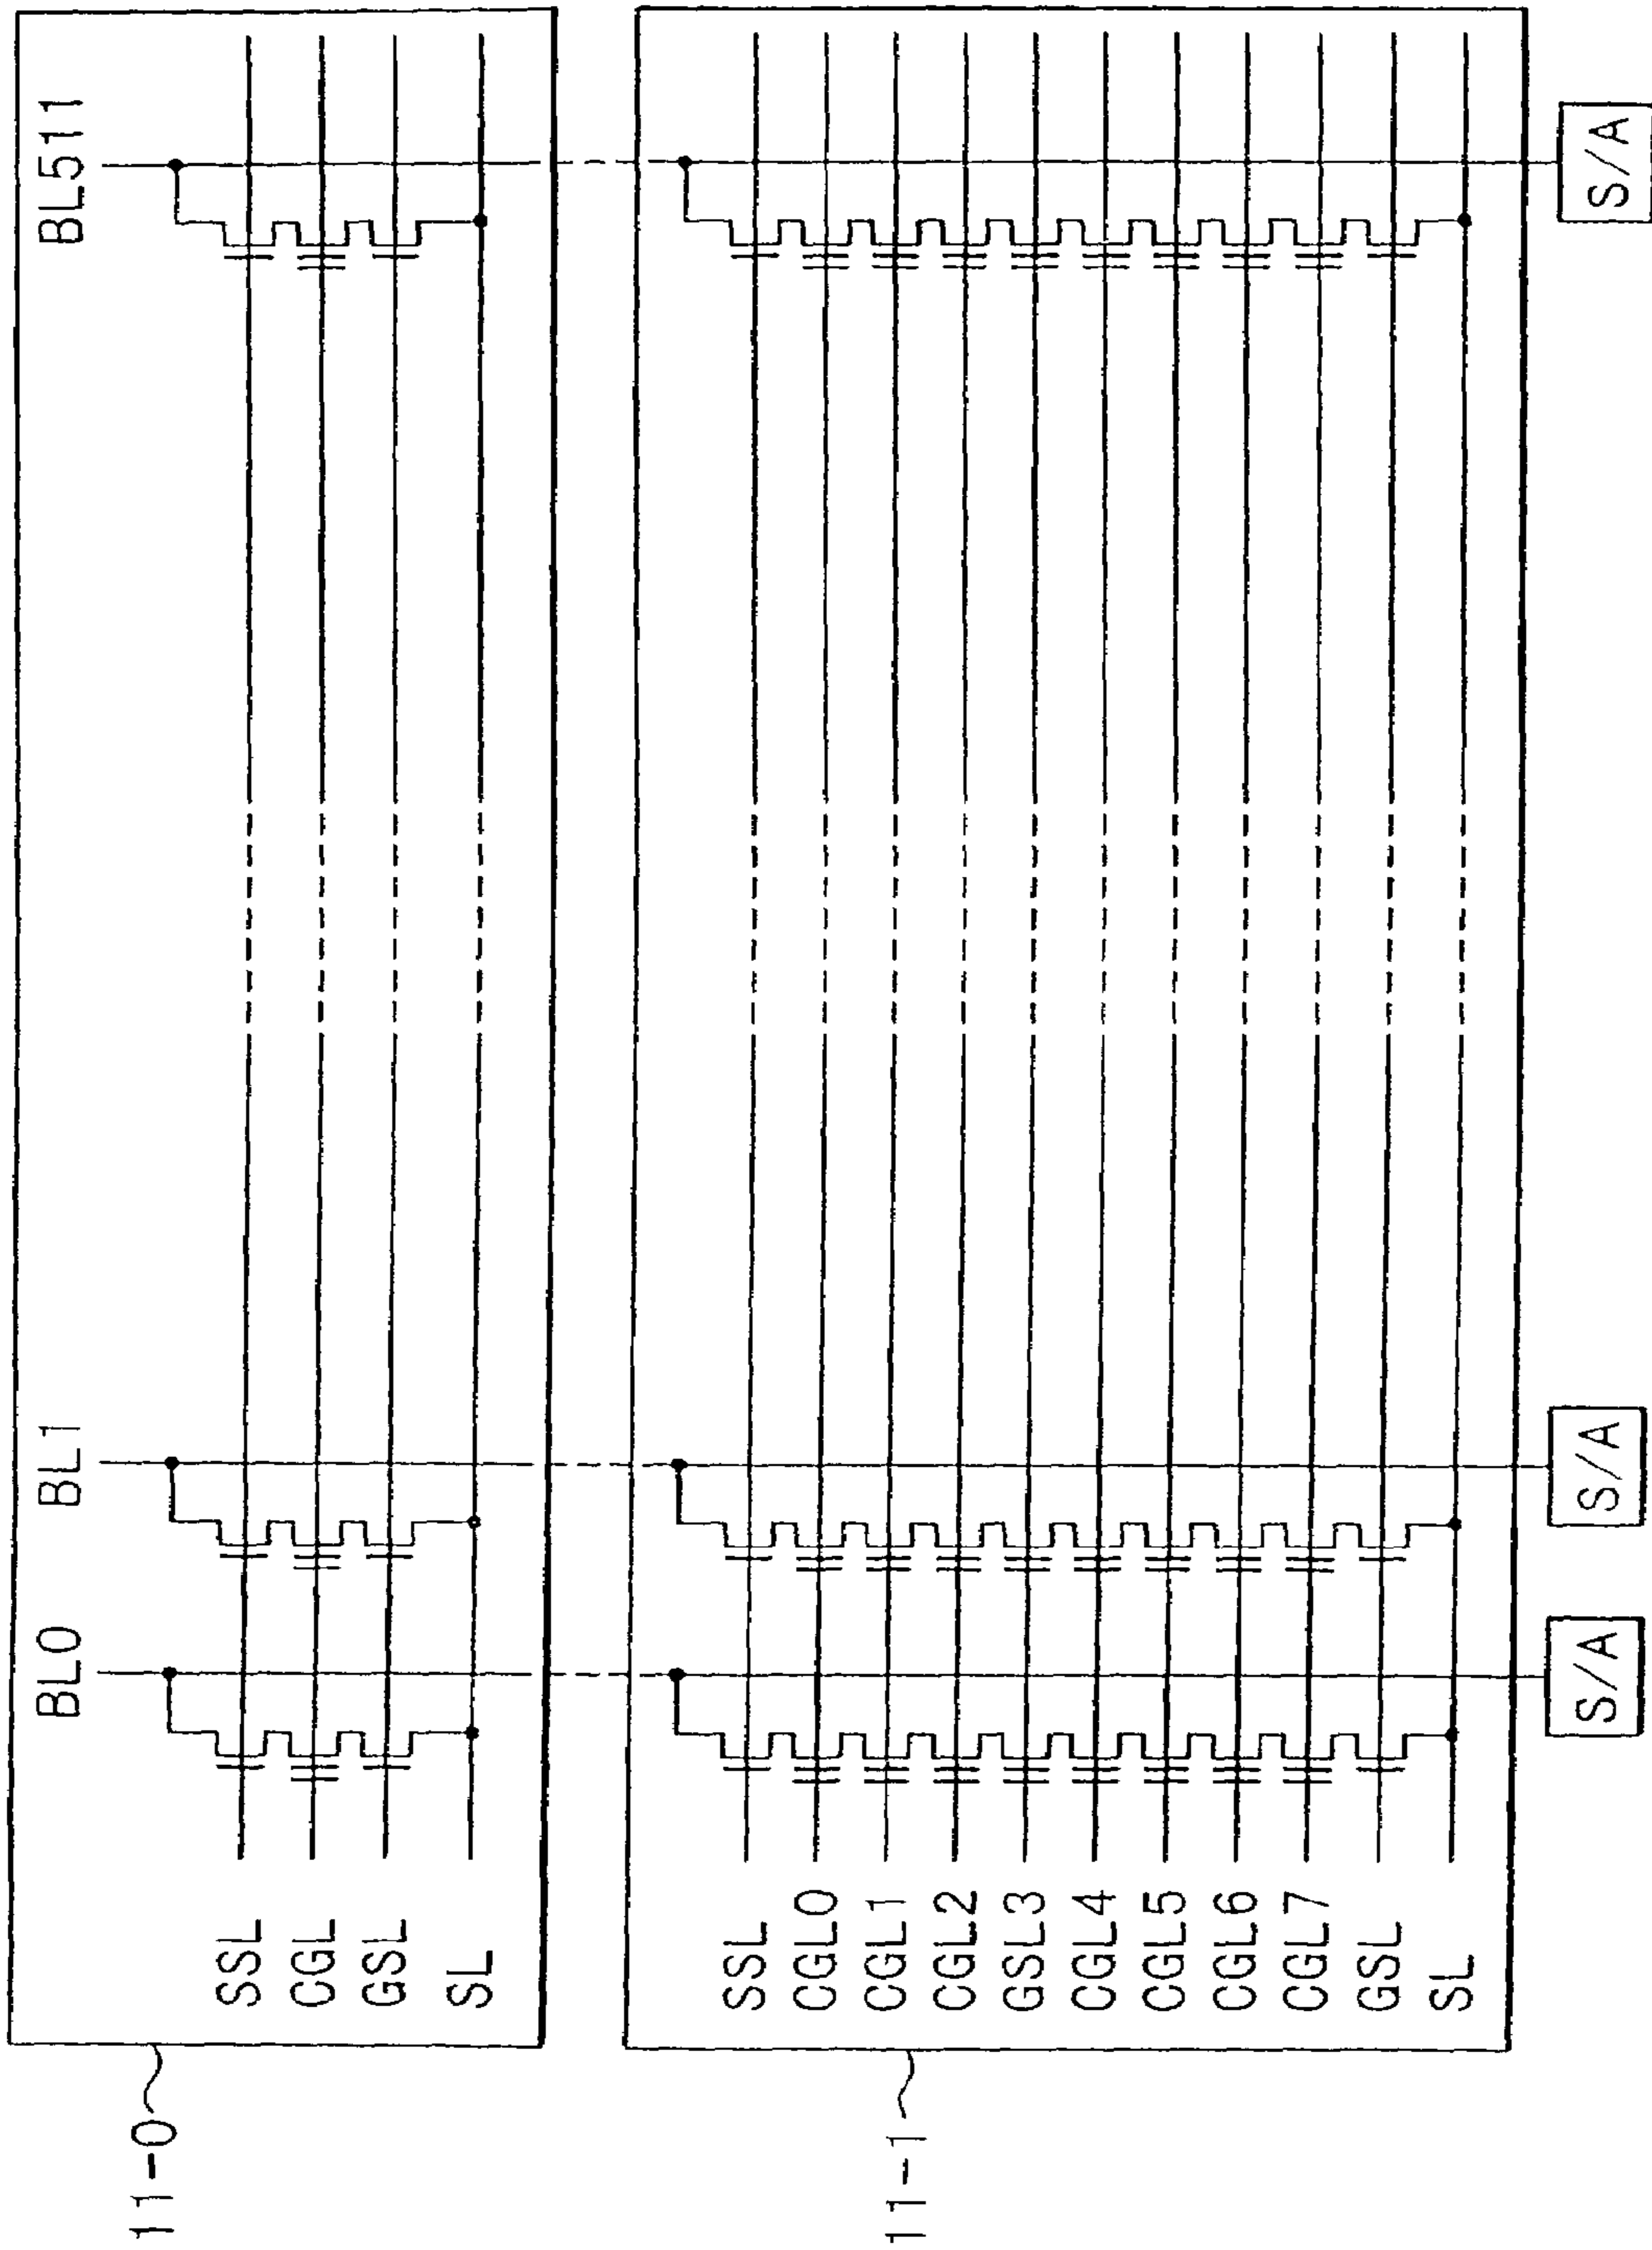 BL0
BL1
BL511
SSL
CGL
GSL
SL
11-0
SSL
CGL0
CGL1
CGL2
GSL3
CGL4
CGL5
CGL6
CGL7
GSL
SL
11-1
S/A
S/A
S/A